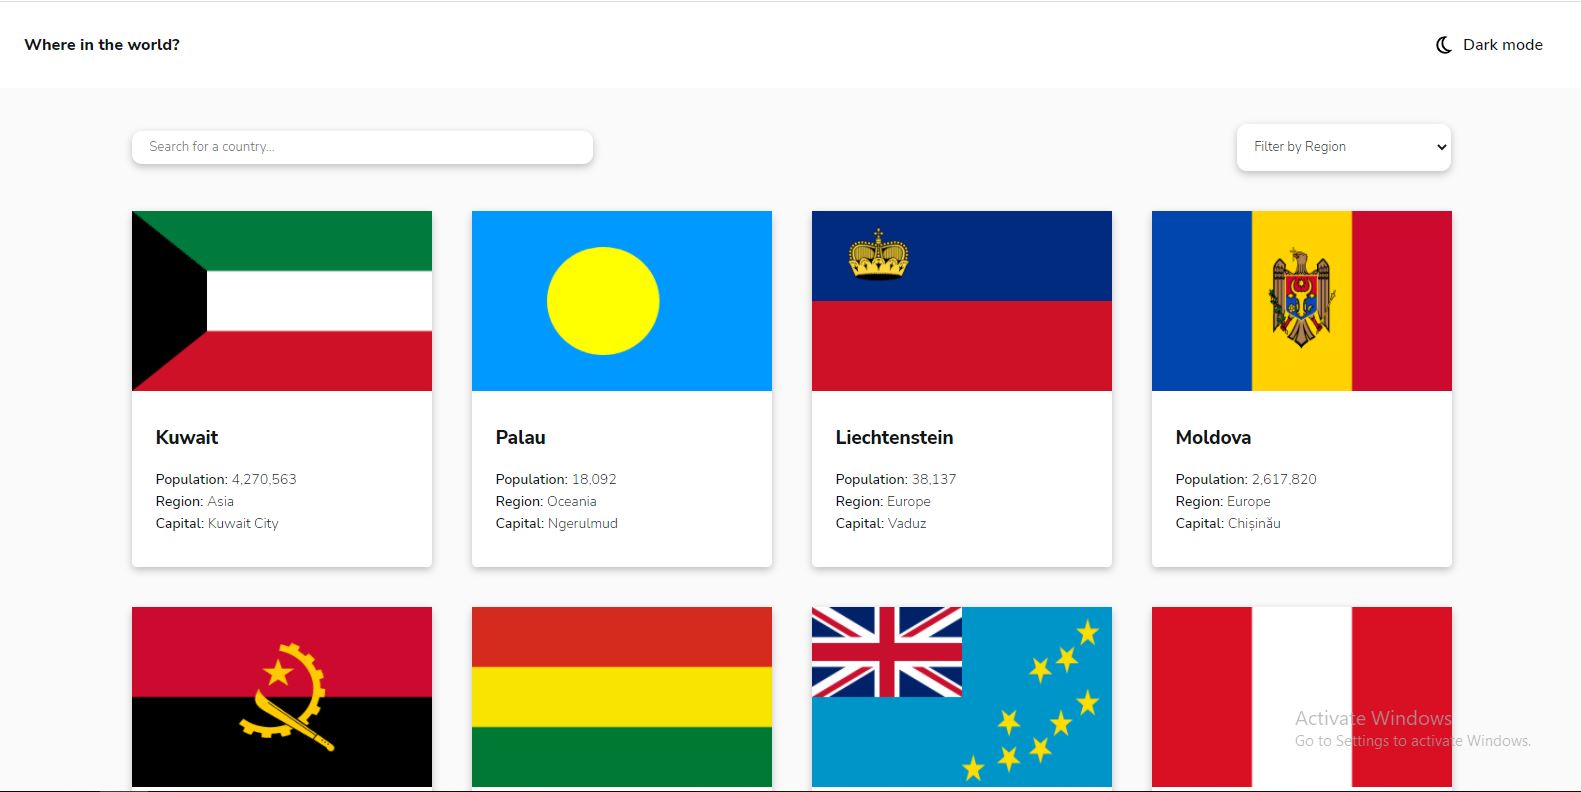 Where in the world?
Dark mode
Search for a country...
Filter by Region
Kuwait
Population: 4,270,563
Region: Asia
Capital: Kuwait City
Palau
Population: 18,092
Region: Oceania
Capital: Ngerulmud
Liechtenstein
Population: 38,137
Region: Europe
Capital: Vaduz
Moldova
Population: 2,617,820
Region: Europe
Capital: Chișinău
Activate Windows
Go to Settings to activate Windows.